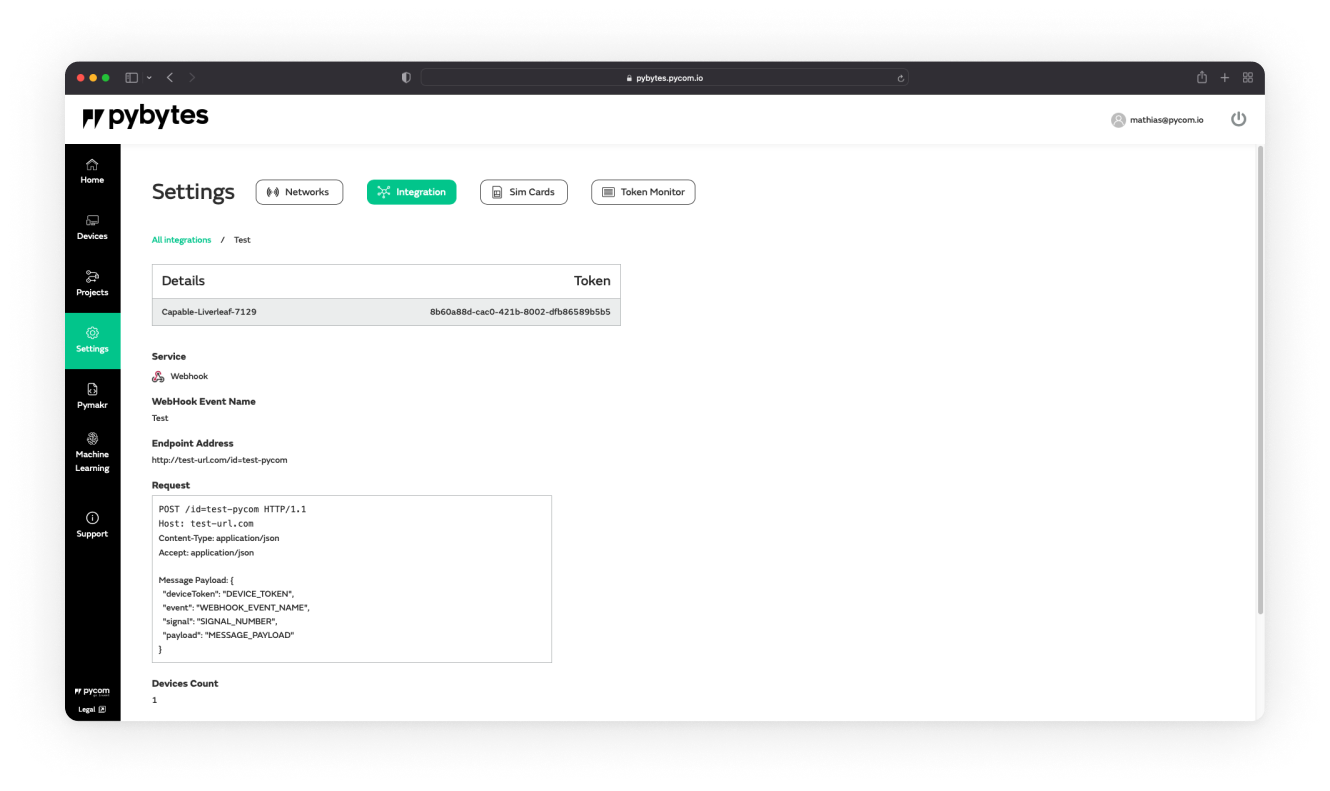 pybytes.pycom.io
pybytes
mathias@pycom.io
Home
Devices
Projects
Settings
Pymakr
Machine
Learning
Support
pycom
Legal
Settings
Networks
Integration
Sim Cards
Token Monitor
All integrations / Test
Details Token
Capable-Liverleaf-7129 8b60a88d-cac0-421b-8002-dfb86589b5b5
Service
Webhook
WebHook Event Name
Test
Endpoint Address
http://test-url.com/id=test-pycom
Request
POST /id=test-pycom HTTP/1.1
Host: test-url.com
Content-Type: application/json
Accept: application/json
Message Payload: {
"deviceToken": "DEVICE_TOKEN",
"event": "WEBHOOK_EVENT_NAME",
"signal": "SIGNAL_NUMBER",
"payload": "MESSAGE_PAYLOAD"
}
Devices Count
1